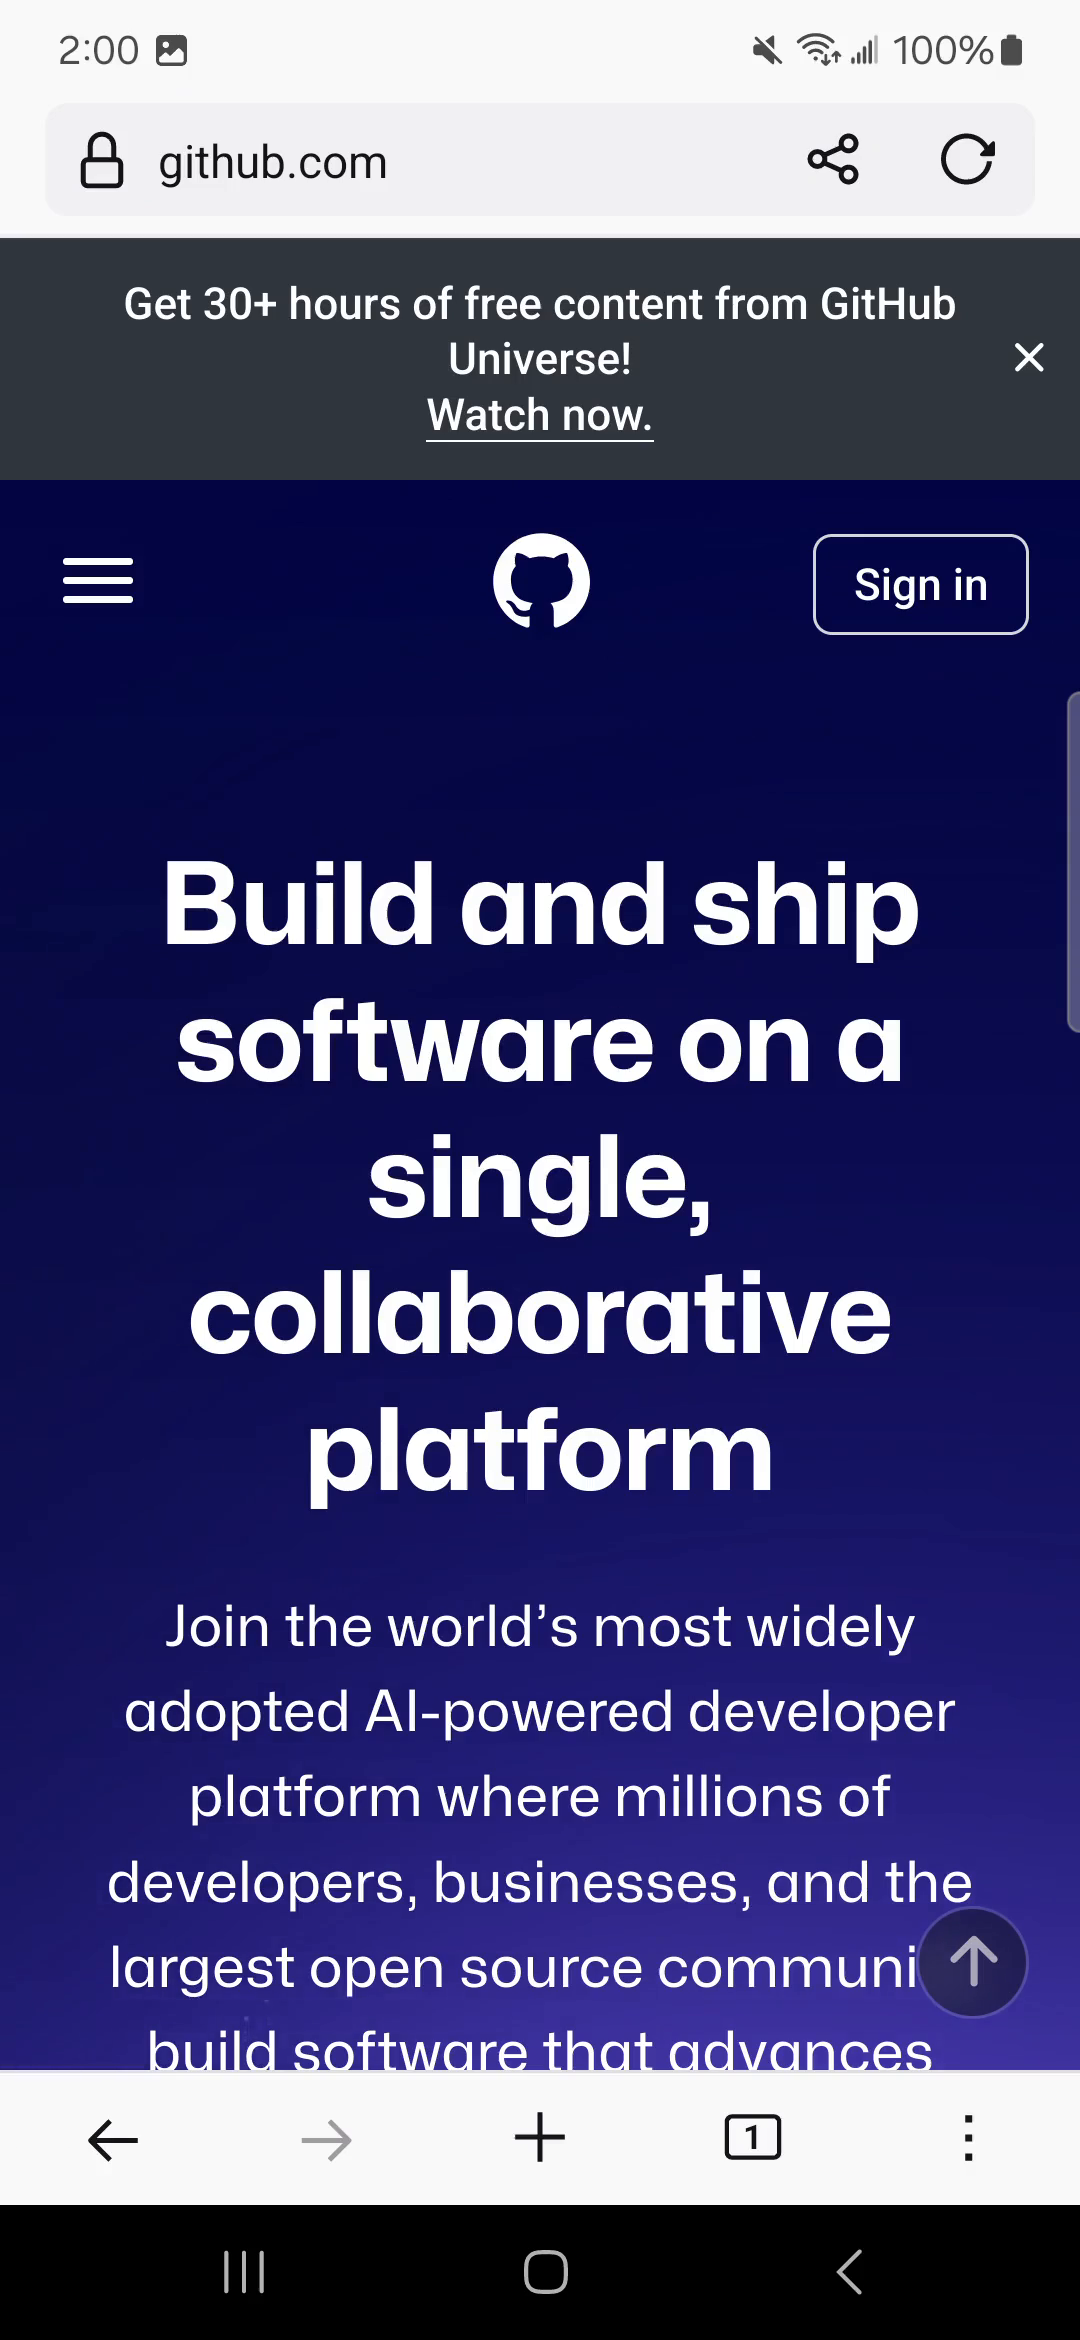 2:00
100%
github.com
Get 30+ hours of free content from GitHub
Universe!
Watch now.
Sign in
Build and ship
software on a
single,
collaborative
platform
Join the world’s most widely
adopted AI-powered developer
platform where millions of
developers, businesses, and the
largest open source communi
build software that advances
1